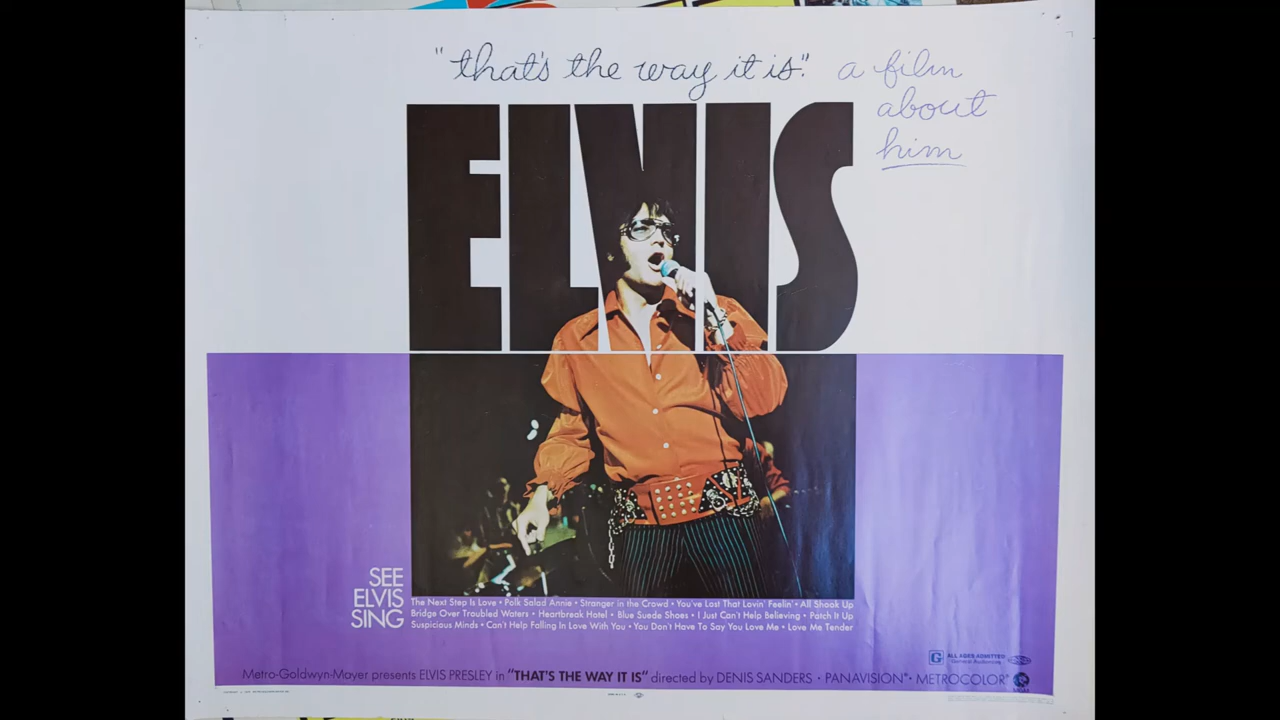 "that's the way it is." a film
about
him
ELVIS
SEE
ELVIS
SING
The Next Step Is Love • Polk Salad Annie • Stranger in the Crowd • You've Lost That Lovin' Feelin' • All Shook Up
Bridge Over Troubled Waters • Heartbreak Hotel • Blue Suede Shoes • I Just Can't Help Believing • Patch It Up
Suspicious Minds • Can't Help Falling In Love With You • You Don't Have To Say You Love Me • Love Me Tender
G ALL AGES ADMITTED
General Audiences
Metro-Goldwyn-Mayer presents ELVIS PRESLEY in "THAT'S THE WAY IT IS" directed by DENIS SANDERS • PANAVISION® • METROCOLOR